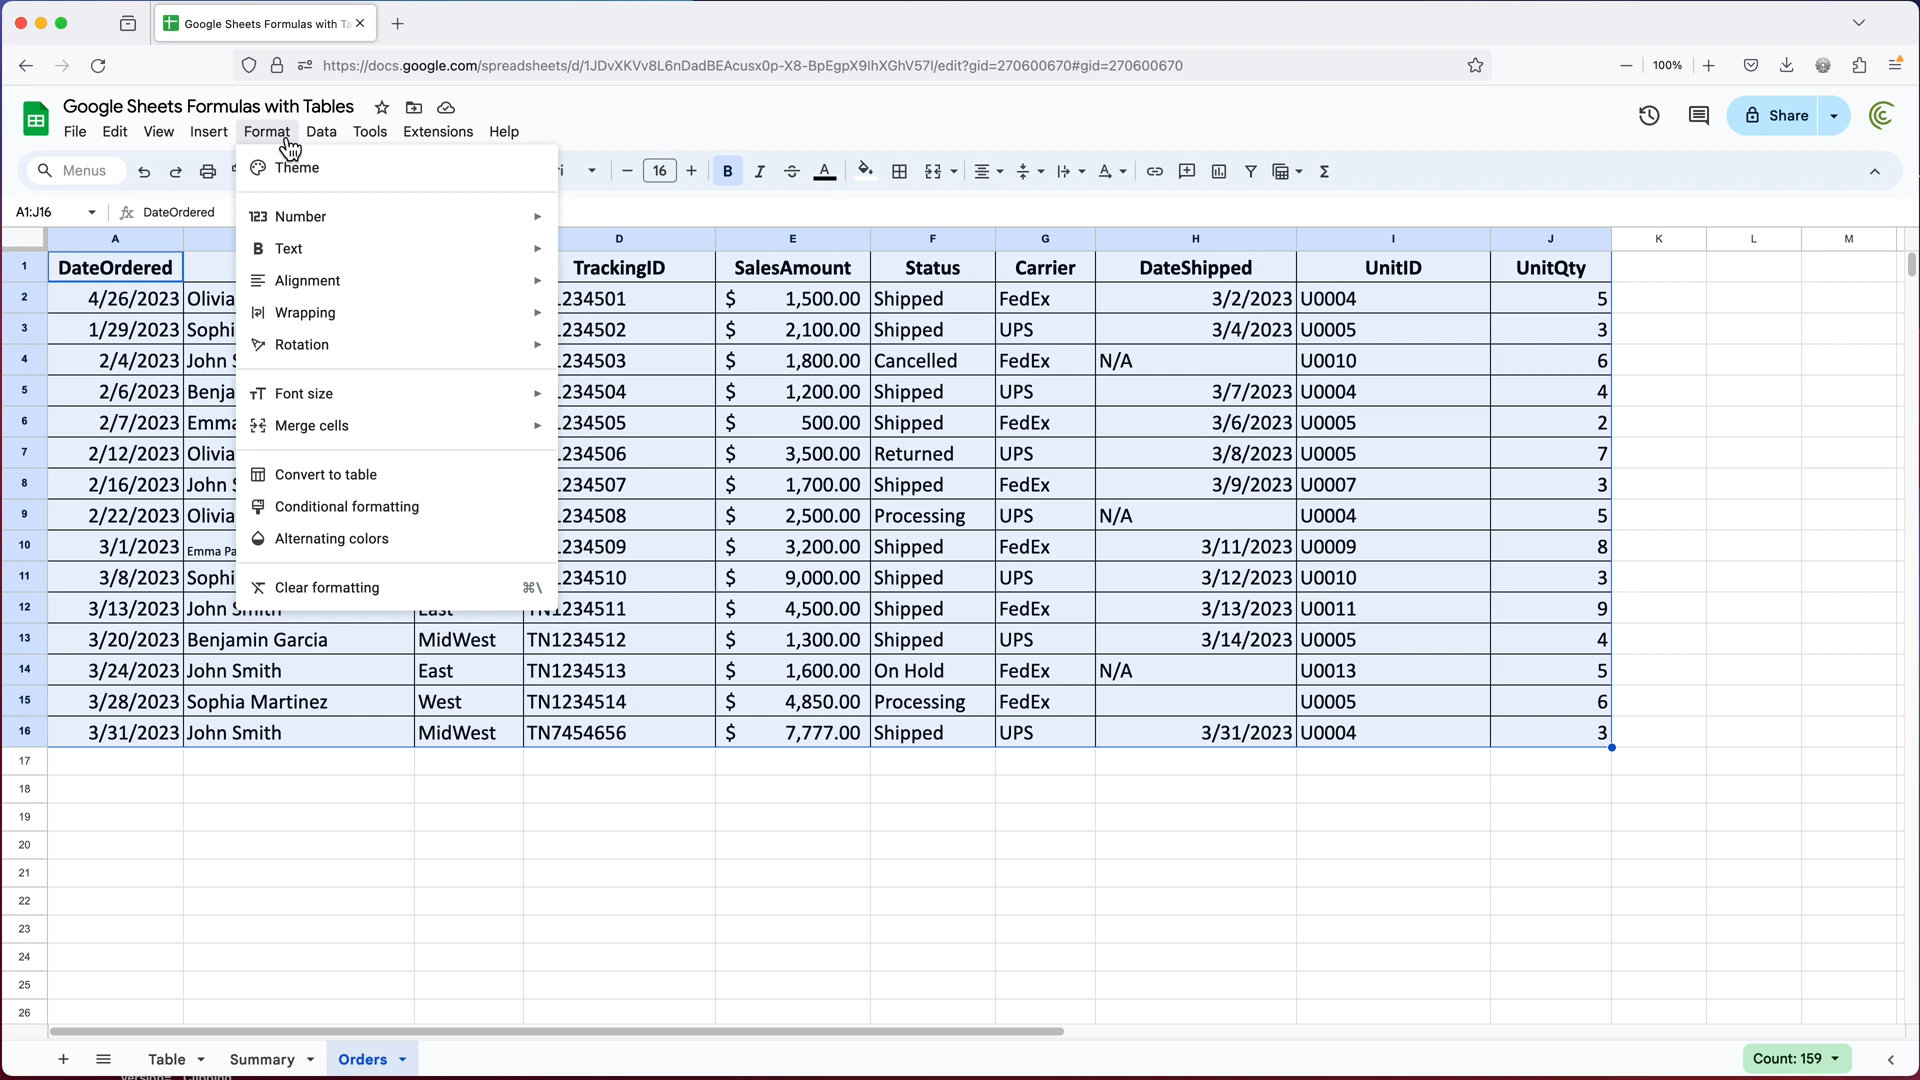 Google Sheets Formulas with Ta
https://docs.google.com/spreadsheets/d/1JDvXKVv8L6nDadBEAcusx0p-X8-BpEgpX9IhXGhV57I/edit?gid=270600670#gid=270600670
100%
Google Sheets Formulas with Tables
File Edit View Insert Format Data Tools Extensions Help
Share
Menus
16
B I A
A1:J16
DateOrdered
Theme
123 Number
B Text
Alignment
Wrapping
Rotation
Font size
Merge cells
Convert to table
Conditional formatting
Alternating colors
Clear formatting ⌘\
A D E F G H I J K L M
1 DateOrdered TrackingID SalesAmount Status Carrier DateShipped UnitID UnitQty
2 4/26/2023 Olivia 1234501 $ 1,500.00 Shipped FedEx 3/2/2023 U0004 5
3 1/29/2023 Sophi 234502 $ 2,100.00 Shipped UPS 3/4/2023 U0005 3
4 2/4/2023 John S 234503 $ 1,800.00 Cancelled FedEx N/A U0010 6
5 2/6/2023 Benja 234504 $ 1,200.00 Shipped UPS 3/7/2023 U0004 4
6 2/7/2023 Emma 234505 $ 500.00 Shipped FedEx 3/6/2023 U0005 2
7 2/12/2023 Olivia 234506 $ 3,500.00 Returned UPS 3/8/2023 U0005 7
8 2/16/2023 John S 234507 $ 1,700.00 Shipped FedEx 3/9/2023 U0007 3
9 2/22/2023 Olivia 234508 $ 2,500.00 Processing UPS N/A U0004 5
10 3/1/2023 Emma Pa 234509 $ 3,200.00 Shipped FedEx 3/11/2023 U0009 8
11 3/8/2023 Sophi 234510 $ 9,000.00 Shipped UPS 3/12/2023 U0010 3
12 3/13/2023 John Smith East TN1234511 $ 4,500.00 Shipped FedEx 3/13/2023 U0011 9
13 3/20/2023 Benjamin Garcia MidWest TN1234512 $ 1,300.00 Shipped UPS 3/14/2023 U0005 4
14 3/24/2023 John Smith East TN1234513 $ 1,600.00 On Hold FedEx N/A U0013 5
15 3/28/2023 Sophia Martinez West TN1234514 $ 4,850.00 Processing FedEx U0005 6
16 3/31/2023 John Smith MidWest TN7454656 $ 7,777.00 Shipped UPS 3/31/2023 U0004 3
17
18
19
20
21
22
23
24
25
26
Table Summary Orders Count: 159